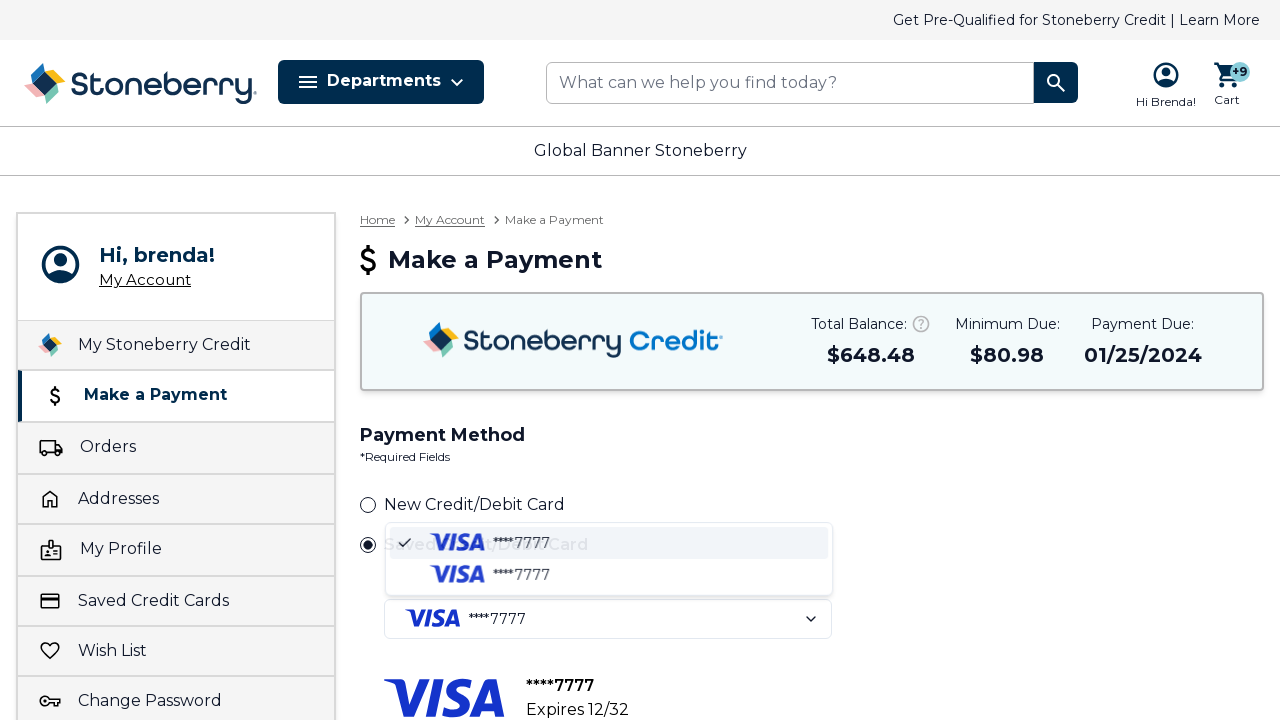 Get Pre-Qualified for Stoneberry Credit | Learn More
Stoneberry
Departments
What can we help you find today?
Hi Brenda!
+9
Cart
Global Banner Stoneberry
Hi, brenda!
My Account
My Stoneberry Credit
Make a Payment
Orders
Addresses
My Profile
Saved Credit Cards
Wish List
Change Password
Home > My Account > Make a Payment
$ Make a Payment
Stoneberry Credit
Total Balance: ?
$648.48
Minimum Due:
$80.98
Payment Due:
01/25/2024
Payment Method
*Required Fields
New Credit/Debit Card
Saved Credit/Debit Card
VISA ****7777
VISA ****7777
VISA ****7777
VISA ****7777
Expires 12/32